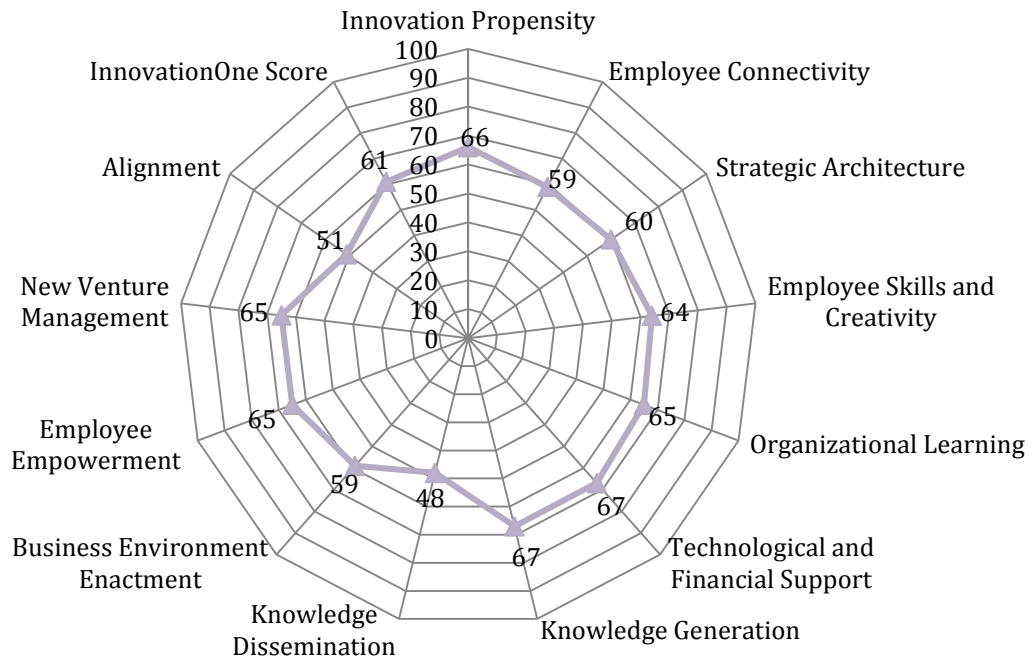 Innovation Propensity
Employee Connectivity
Strategic Architecture
Employee Skills and
Creativity
Organizational Learning
Technological and
Financial Support
Knowledge Generation
Knowledge
Dissemination
Business Environment
Enactment
Employee
Empowerment
New Venture
Management
Alignment
InnovationOne Score
100
90
80
70
60
50
40
30
20
10
0
66
59
60
64
65
67
67
48
59
65
65
51
61